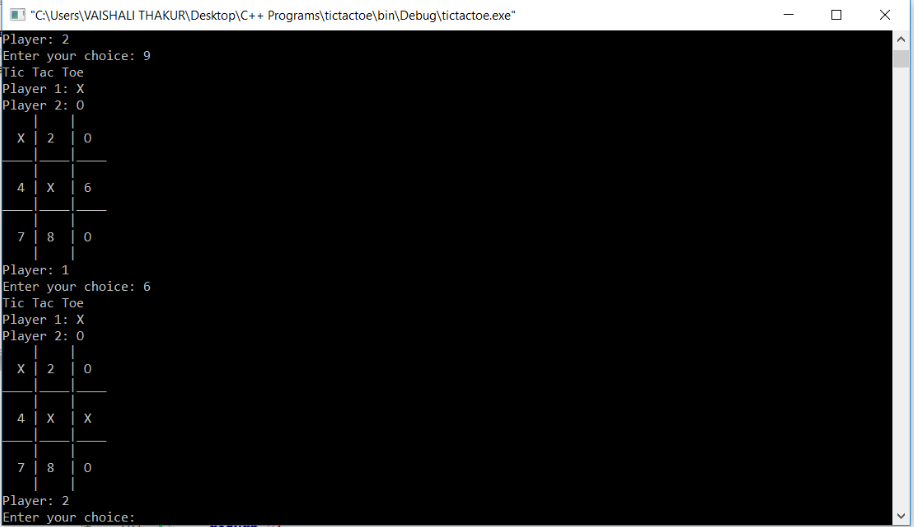 "C:\Users\VAISHALI THAKUR\Desktop\C++ Programs\tictactoe\bin\Debug\tictactoe.exe"
Player: 2
Enter your choice: 9
Tic Tac Toe
Player 1: X
Player 2: O
    |    |
  X | 2  | O
____|____|____
    |    |
  4 | X  | 6
____|____|____
    |    |
  7 | 8  | O
    |    |
Player: 1
Enter your choice: 6
Tic Tac Toe
Player 1: X
Player 2: O
    |    |
  X | 2  | O
____|____|____
    |    |
  4 | X  | X
____|____|____
    |    |
  7 | 8  | O
    |    |
Player: 2
Enter your choice: